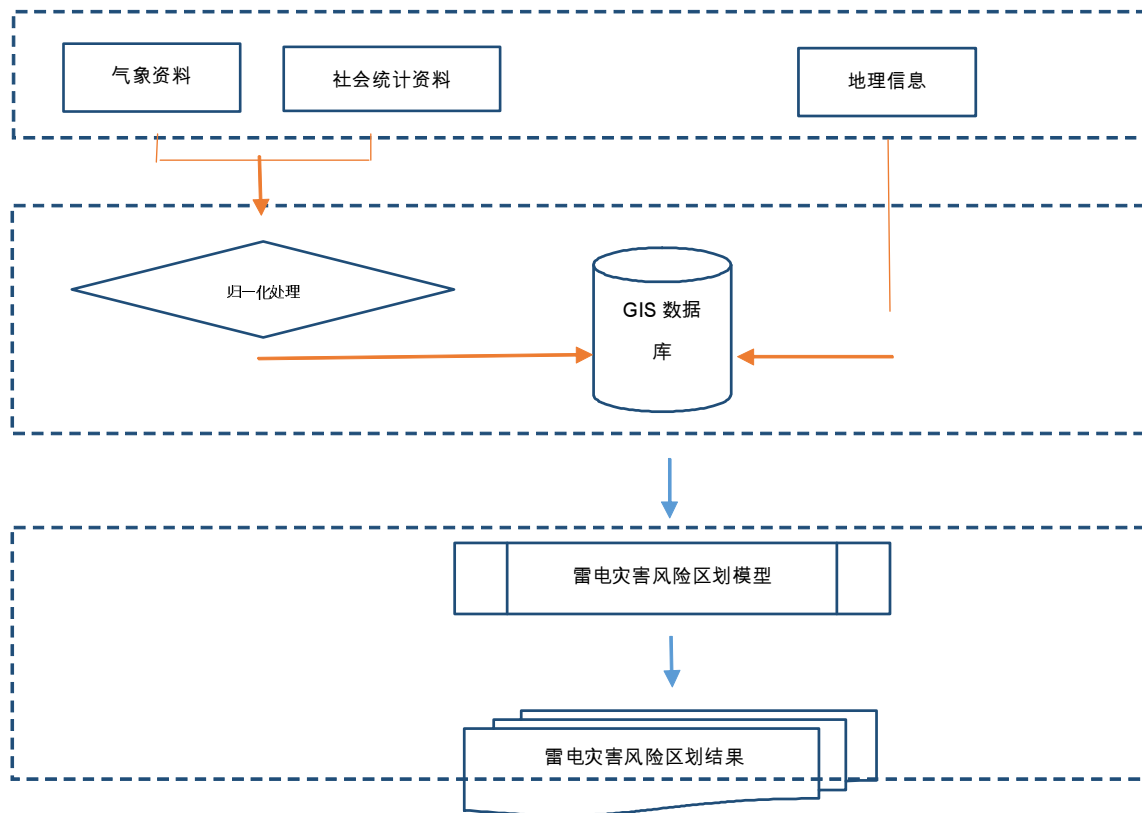 气象资料
社会统计资料
地理信息
归一化处理
GIS 数据
库
雷电灾害风险区划模型
雷电灾害风险区划结果